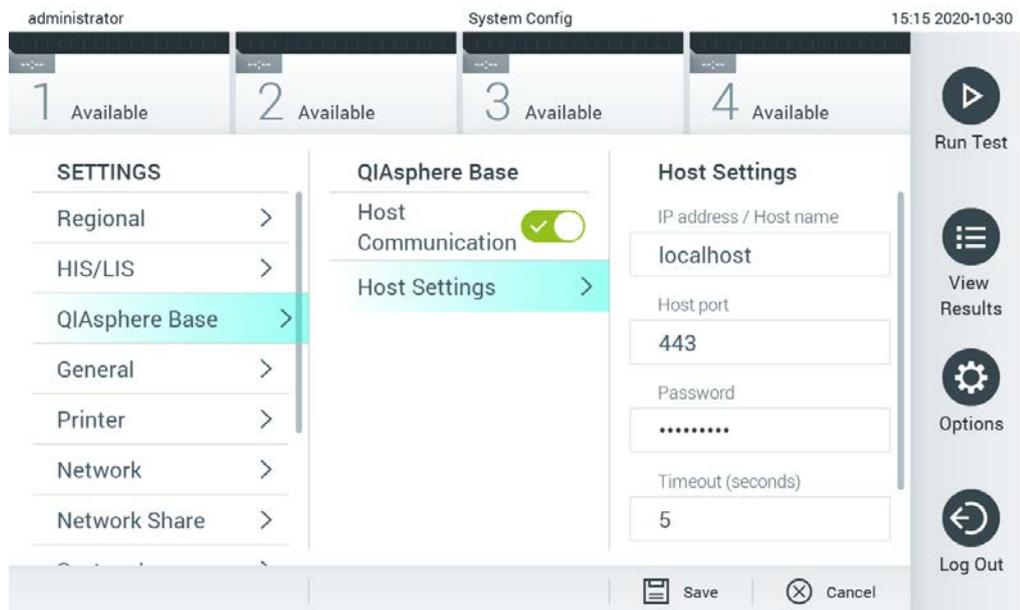 administrator System Config 15:15 2020-10-30
--:-- --:-- --:-- --:--
1 Available 2 Available 3 Available 4 Available
Run Test
SETTINGS
Regional
HIS/LIS
QIAsphere Base
General
Printer
Network
Network Share
QIAsphere Base
Host
Communication
Host Settings
Host Settings
IP address / Host name
localhost
Host port
443
Password
•••••••••
Timeout (seconds)
5
View
Results
Options
Log Out
Save Cancel